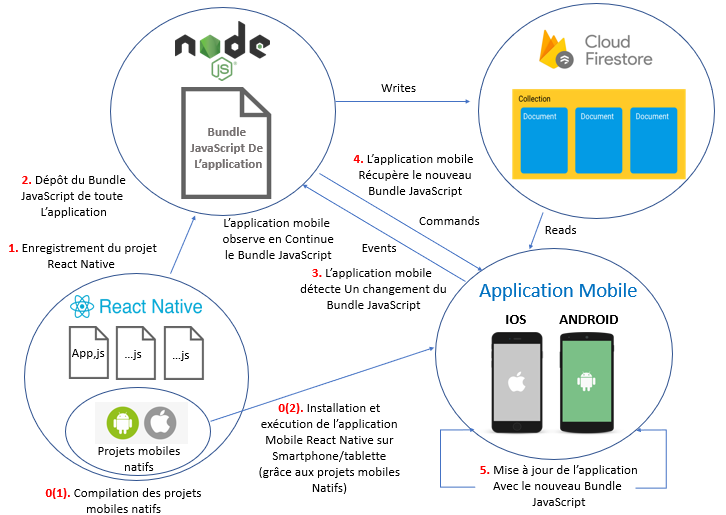 node
JS
Bundle
JavaScript De
L'application
Cloud
Firestore
Collection
Document
Document
Document
Writes
4. L'application mobile
Récupère le nouveau
Bundle JavaScript
2. Dépôt du Bundle
JavaScript de toute
L'application
Commands
Reads
L'application mobile
observe en Continue
le Bundle JavaScript
Events
1. Enregistrement du projet
React Native
3. L'application mobile
détecte Un changement du
Bundle JavaScript
React Native
App,js
...js
...js
Application Mobile
IOS
ANDROID
Projets mobiles
natifs
0(1). Compilation des projets
mobiles natifs
0(2). Installation et
exécution de l'application
Mobile React Native sur
Smartphone/tablette
(grâce aux projets mobiles
Natifs)
5. Mise à jour de l'application
Avec le nouveau Bundle
JavaScript